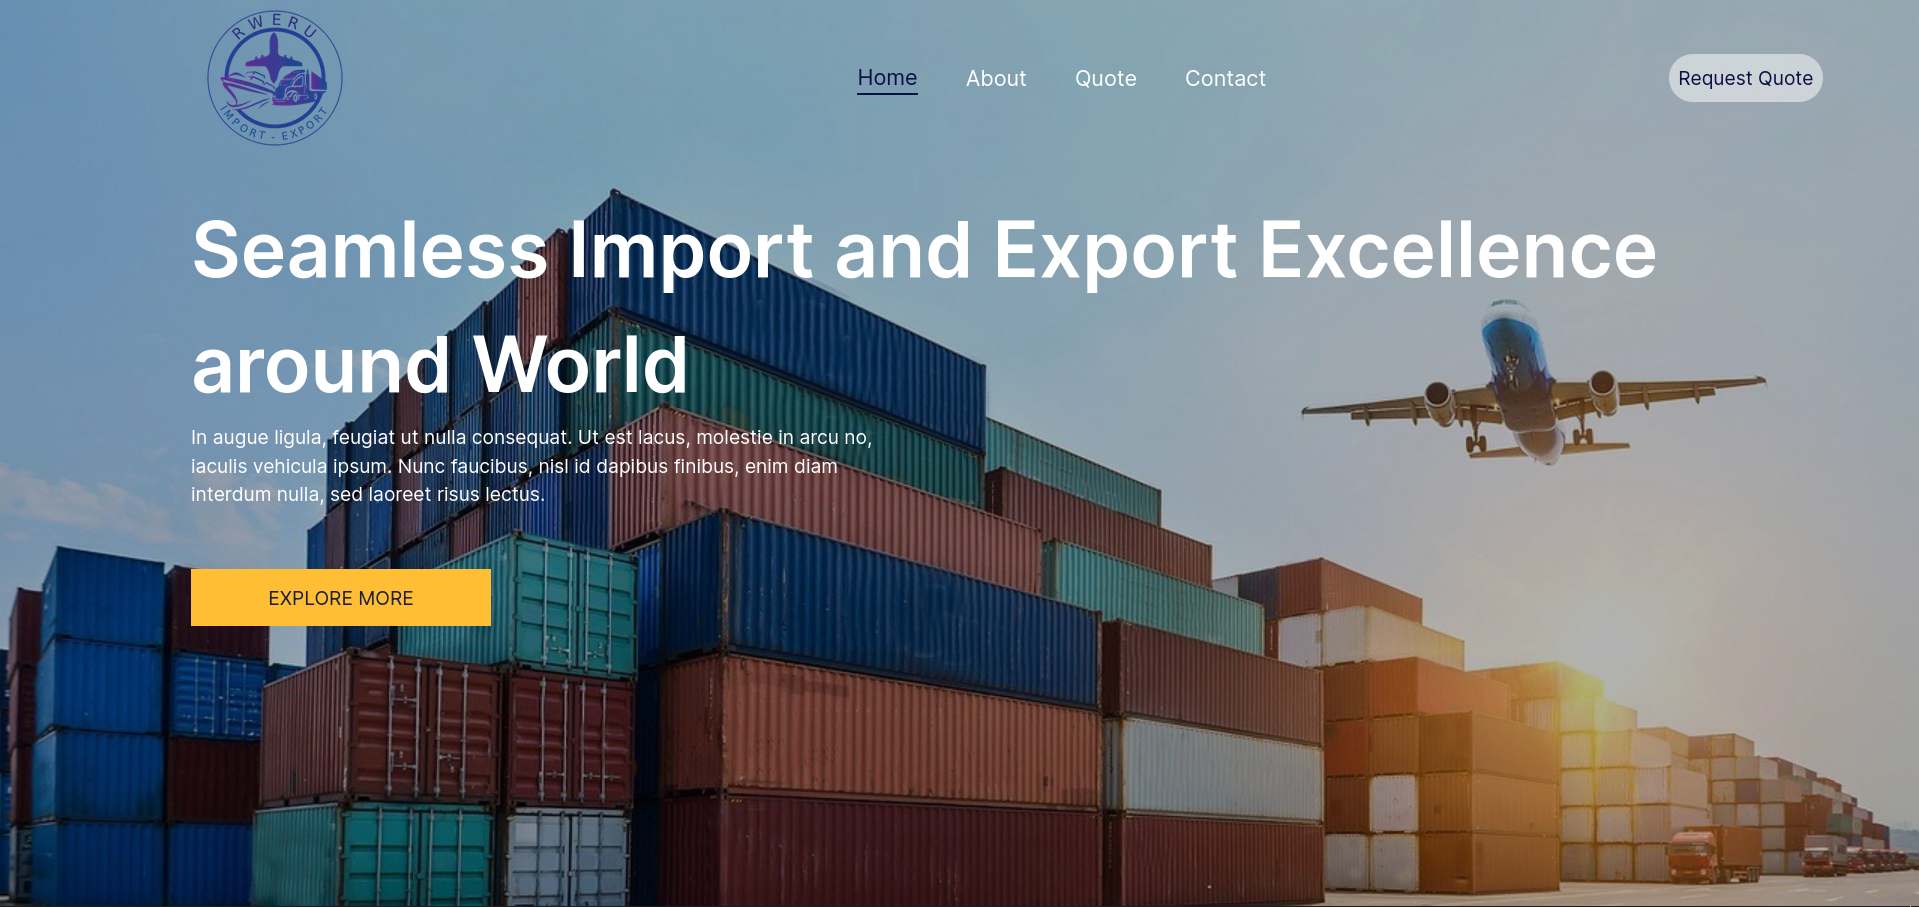 RWERU
IMPORT - EXPORT
Home
About
Quote
Contact
Request Quote
Seamless Import and Export Excellence
around World
In augue ligula, feugiat ut nulla consequat. Ut est lacus, molestie in arcu no,
iaculis vehicula ipsum. Nunc faucibus, nisl id dapibus finibus, enim diam
interdum nulla, sed laoreet risus lectus.
EXPLORE MORE